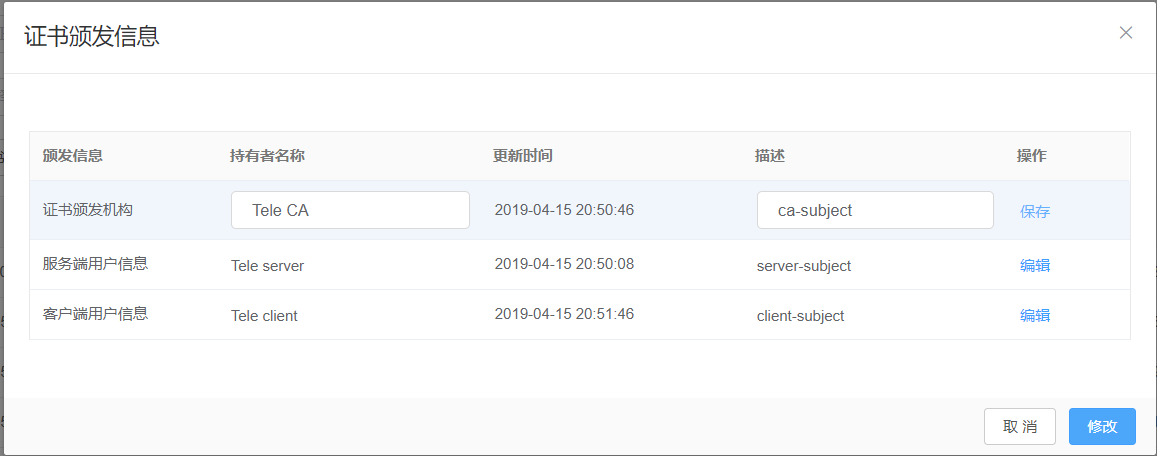 证书颁发信息
颁发信息 持有者名称 更新时间 描述 操作
证书颁发机构 Tele CA 2019-04-15 20:50:46 ca-subject 保存
服务端用户信息 Tele server 2019-04-15 20:50:08 server-subject 编辑
客户端用户信息 Tele client 2019-04-15 20:51:46 client-subject 编辑
取 消 修改